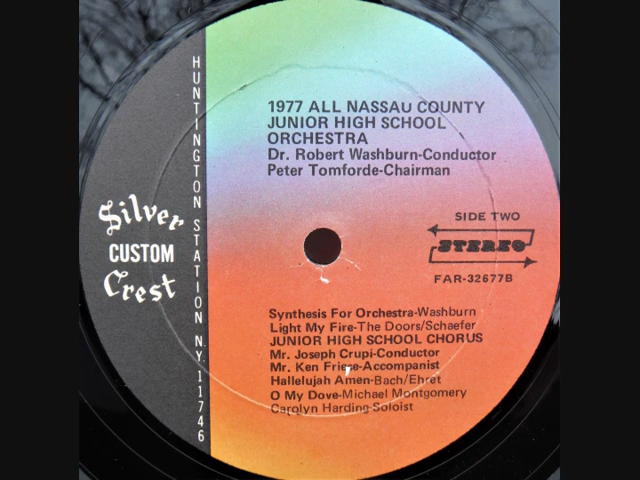 HUNTINGTON STATION N.Y. 11746
Silver
CUSTOM
Crest
1977 ALL NASSAU COUNTY
JUNIOR HIGH SCHOOL
ORCHESTRA
Dr. Robert Washburn-Conductor
Peter Tomforde-Chairman
SIDE TWO
STEREO
FAR-32677B
Synthesis For Orchestra-Washburn
Light My Fire-The Doors/Schaefer
JUNIOR HIGH SCHOOL CHORUS
Mr. Joseph Crupi-Conductor
Mr. Ken Friese-Accompanist
Hallelujah Amen-Bach/Ehret
O My Dove-Michael Montgomery
Carolyn Harding-Soloist